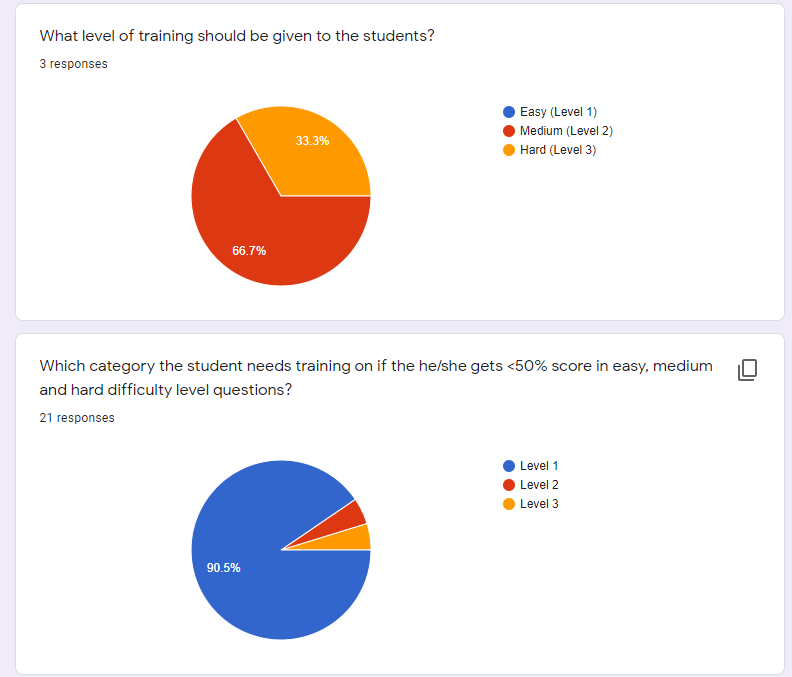 What level of training should be given to the students?
3 responses
Easy (Level 1)
Medium (Level 2)
Hard (Level 3)
33.3%
66.7%
Which category the student needs training on if the he/she gets <50% score in easy, medium
and hard difficulty level questions?
21 responses
Level 1
Level 2
Level 3
90.5%